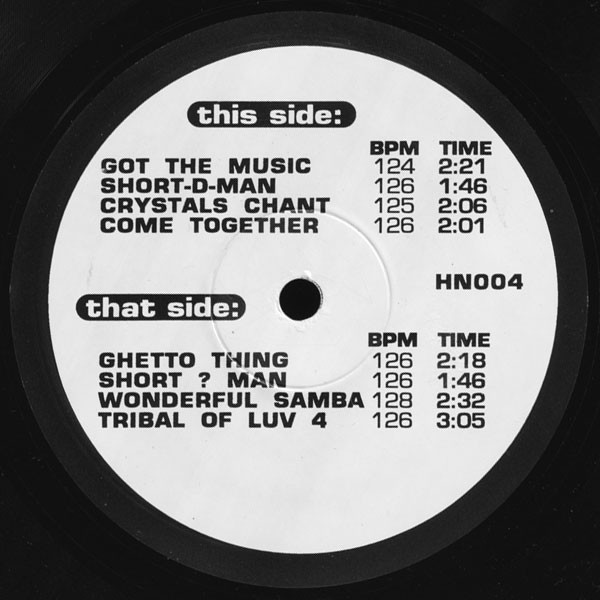 this side:
BPM TIME
GOT THE MUSIC 124 2:21
SHORT-D-MAN 126 1:46
CRYSTALS CHANT 125 2:06
COME TOGETHER 126 2:01
HN004
that side:
BPM TIME
GHETTO THING 126 2:18
SHORT ? MAN 126 1:46
WONDERFUL SAMBA 128 2:32
TRIBAL OF LUV 4 126 3:05